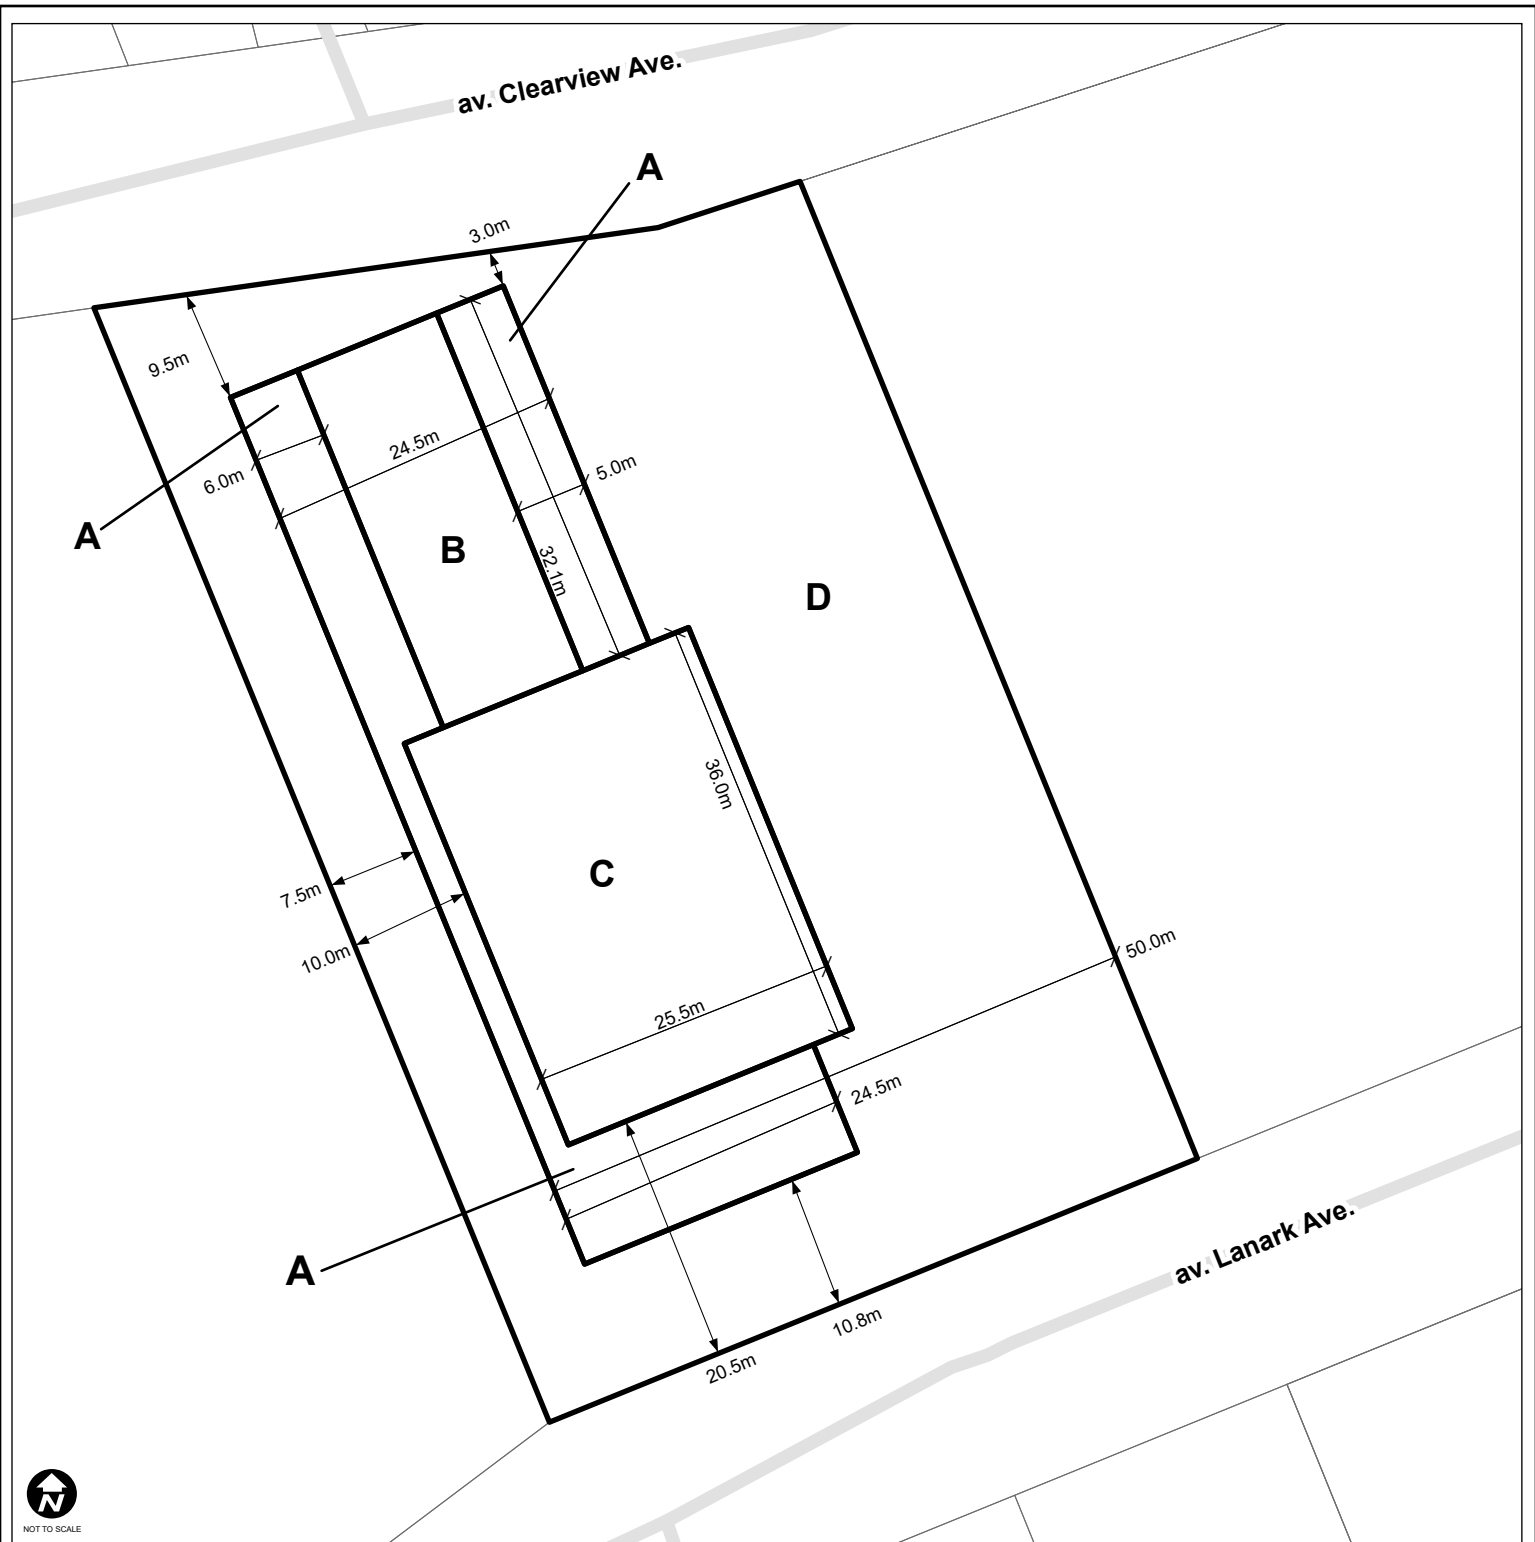 av. Clearview Ave.
A
3.0m
9.5m
24.5m
6.0m
5.0m
A
B
32.1m
D
36.0m
C
7.5m
10.0m
50.0m
25.5m
24.5m
av. Lanark Ave.
A
10.8m
20.5m
N
NOT TO SCALE